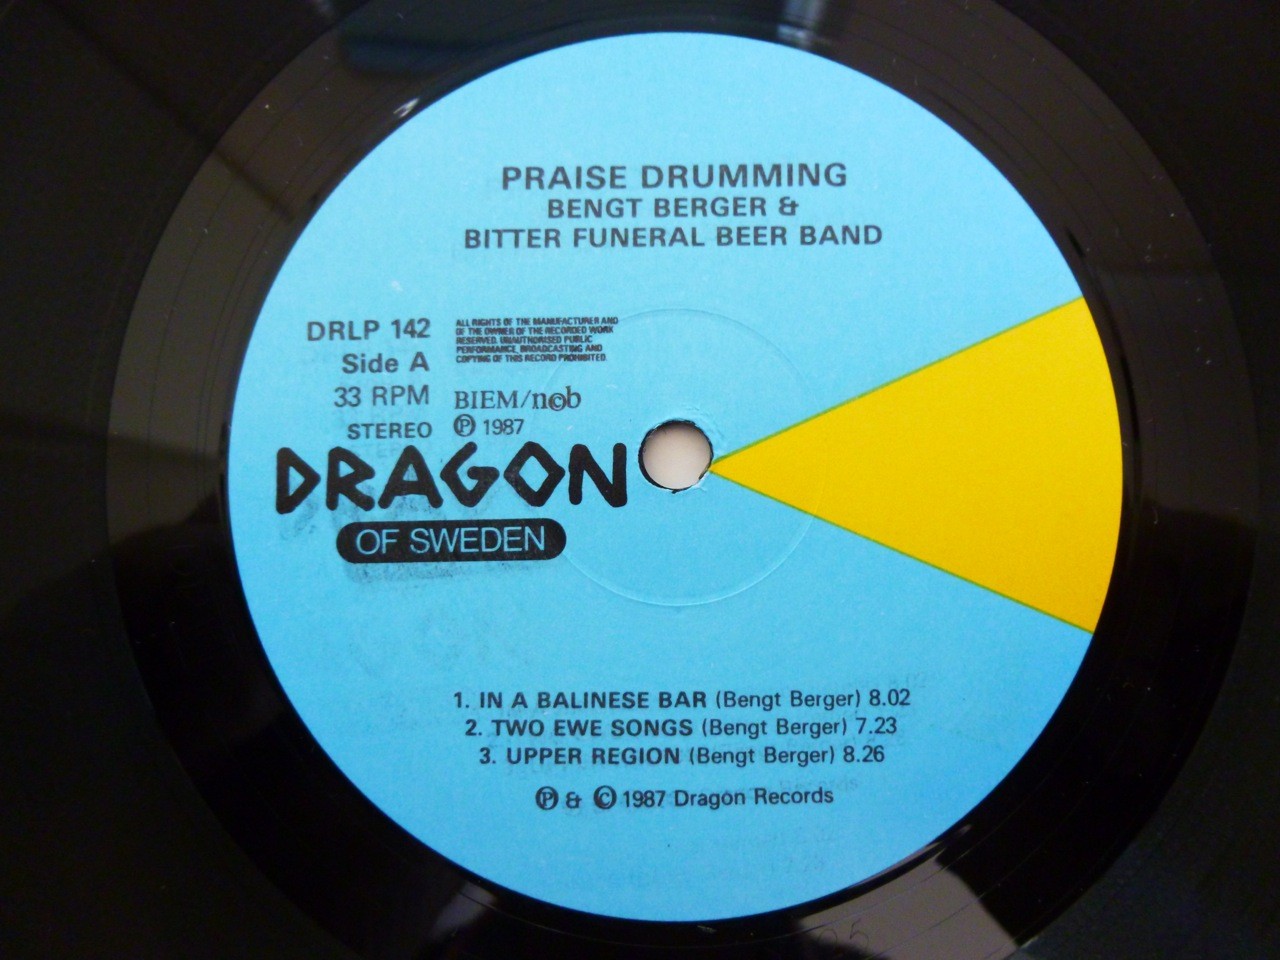 PRAISE DRUMMING
BENGT BERGER &
BITTER FUNERAL BEER BAND
DRLP 142
Side A
33 RPM
STEREO
ALL RIGHTS OF THE MANUFACTURER AND
OF THE OWNER OF THE RECORDED WORK
RESERVED. UNAUTHORISED PUBLIC
PERFORMANCE, BROADCASTING AND
COPYING OF THIS RECORD PROHIBITED.
BIEM/n©b
℗ 1987
DRAGON
OF SWEDEN
1. IN A BALINESE BAR (Bengt Berger) 8.02
2. TWO EWE SONGS (Bengt Berger) 7.23
3. UPPER REGION (Bengt Berger) 8.26
℗ & © 1987 Dragon Records